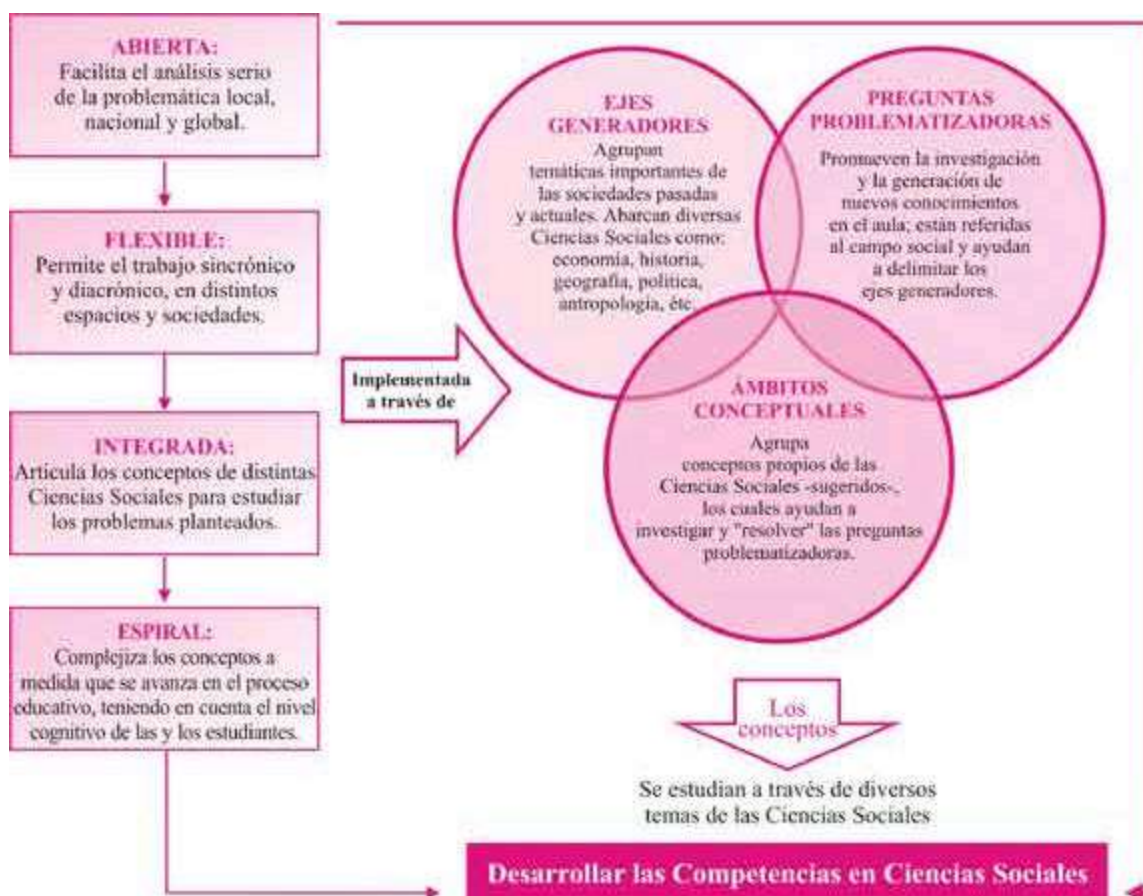 ABIERTA:
Facilita el análisis serio
de la problemática local,
nacional y global.
FLEXIBLE:
Permite el trabajo sincrónico
y diacrónico, en distintos
espacios y sociedades.
INTEGRADA:
Articula los conceptos de distintas
Ciencias Sociales para estudiar
los problemas planteados.
ESPIRAL:
Complejiza los conceptos a
medida que se avanza en el proceso
educativo, teniendo en cuenta el nivel
cognitivo de las y los estudiantes.
Implementada
a través de
EJES
GENERADORES
Agrupan
temáticas importantes de
las sociedades pasadas
y actuales. Abarcan diversas
Ciencias Sociales como:
economía, historia,
geografía, política,
antropología, étc.
PREGUNTAS
PROBLEMATIZADORAS
Promueven la investigación
y la generación de
nuevos conocimientos
en el aula; están referidas
al campo social y ayudan
a delimitar los
ejes generadores.
ÁMBITOS
CONCEPTUALES
Agrupa
conceptos propios de las
Ciencias Sociales -sugeridos-,
los cuales ayudan a
investigar y "resolver" las preguntas
problematizadoras.
Los
conceptos
Se estudian a través de diversos
temas de las Ciencias Sociales
Desarrollar las Competencias en Ciencias Sociales